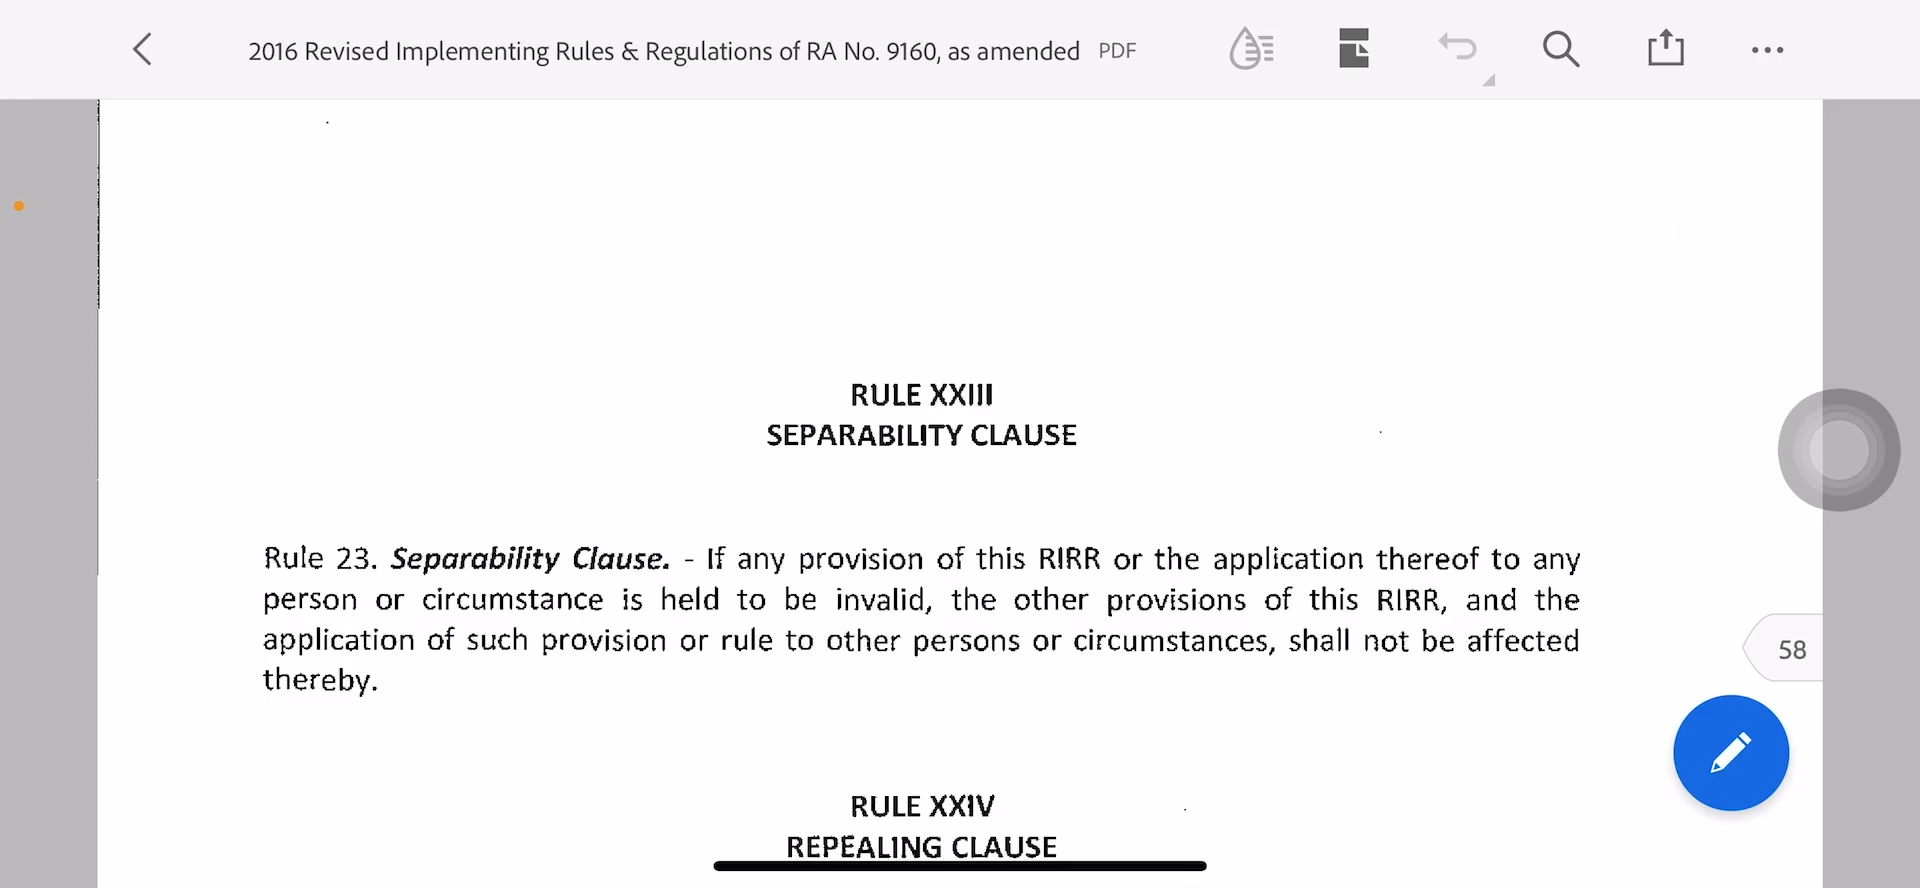 2016 Revised Implementing Rules & Regulations of RA No. 9160, as amended PDF
RULE XXIII
SEPARABILITY CLAUSE
Rule 23. Separability Clause. - If any provision of this RIRR or the application thereof to any
person or circumstance is held to be invalid, the other provisions of this RIRR, and the
application of such provision or rule to other persons or circumstances, shall not be affected
thereby.
58
RULE XXIV
REPEALING CLAUSE